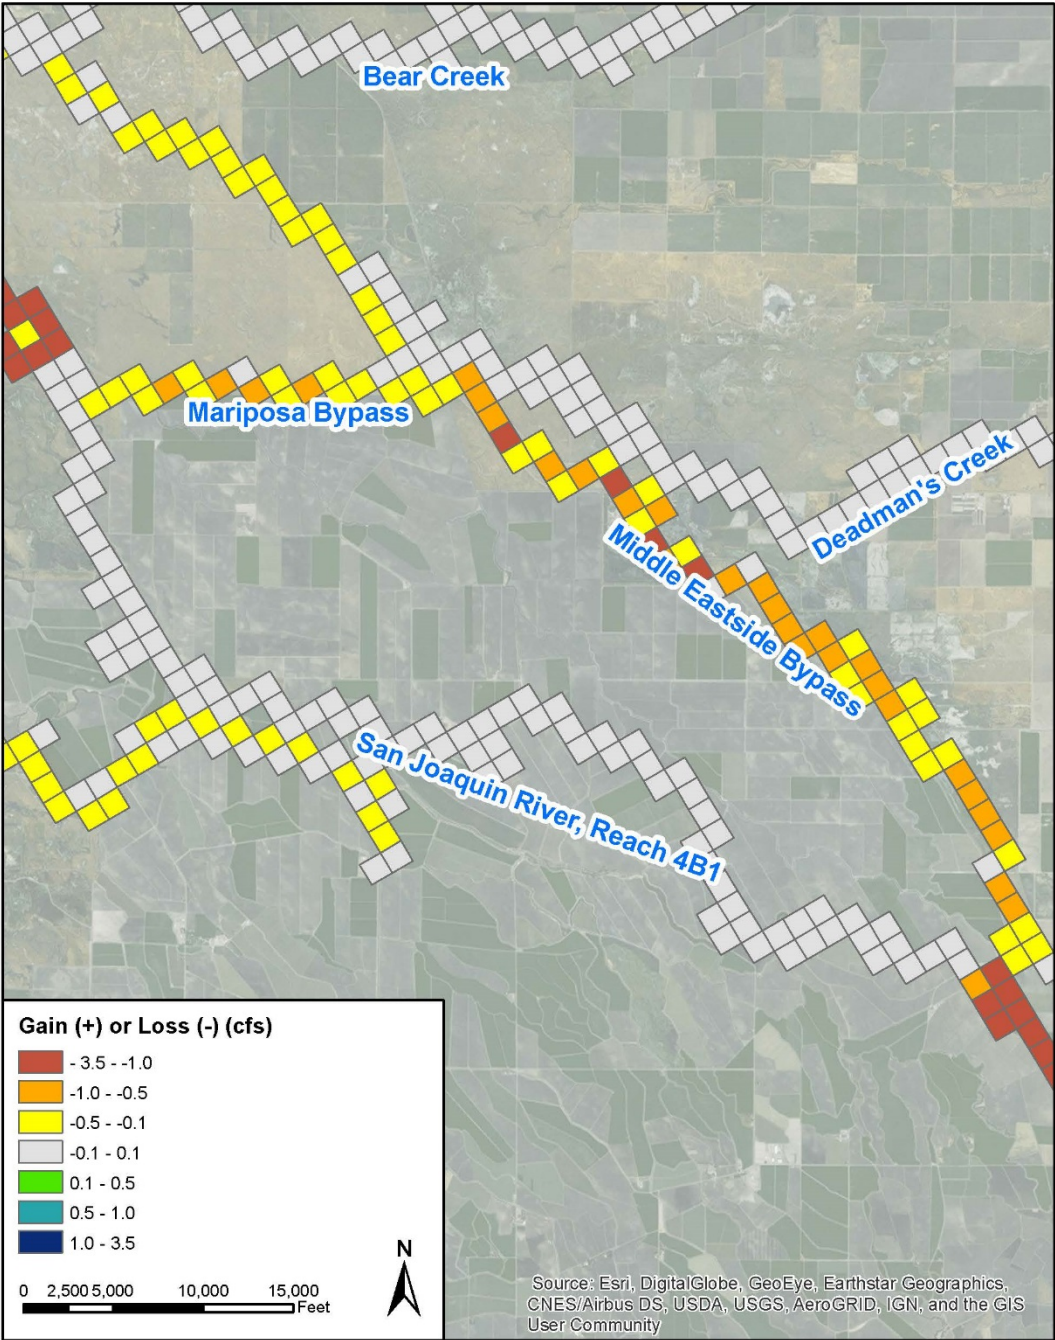 Bear Creek
Mariposa Bypass
Deadman's Creek
Middle Eastside Bypass
San Joaquin River, Reach 4B1
Gain (+) or Loss (-) (cfs)
- 3.5 - -1.0
-1.0 - -0.5
-0.5 - -0.1
-0.1 - 0.1
0.1 - 0.5
0.5 - 1.0
1.0 - 3.5
N
0 2,500 5,000 10,000 15,000
Feet
Source: Esri, DigitalGlobe, GeoEye, Earthstar Geographics,
CNES/Airbus DS, USDA, USGS, AeroGRID, IGN, and the GIS
User Community